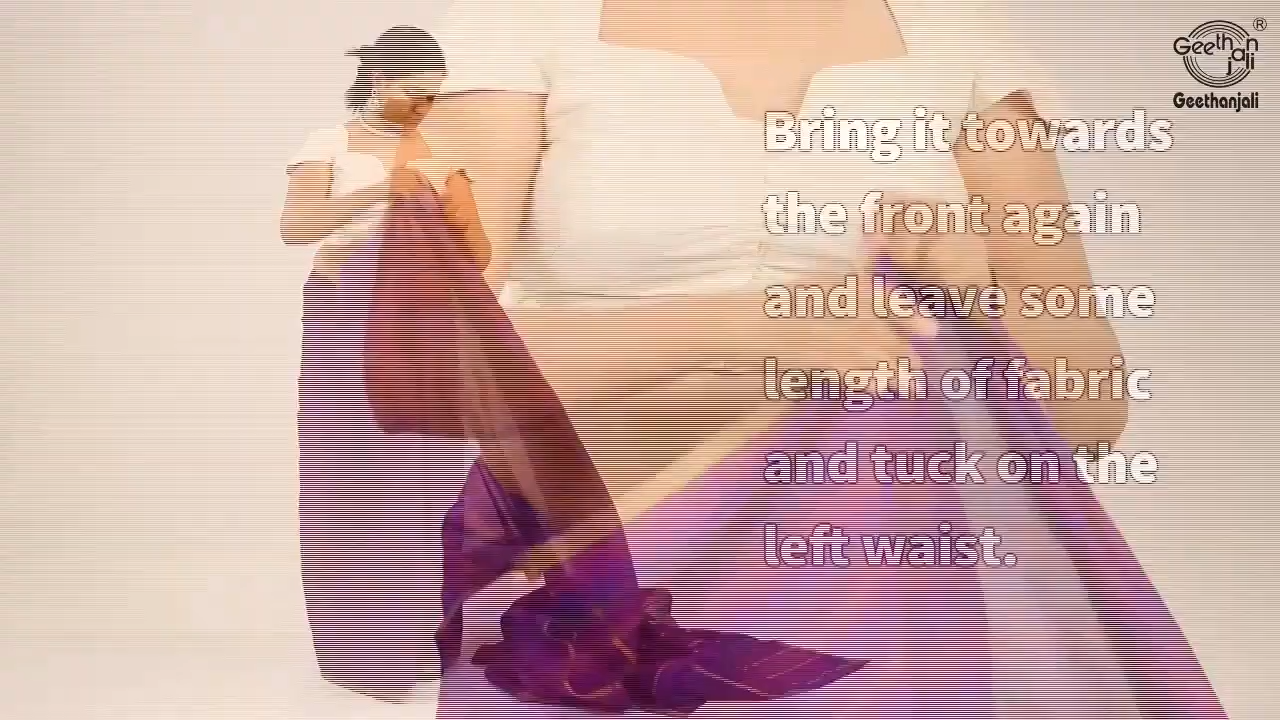 Geethanjali
®
Geethanjali
Bring it towards
the front again
and leave some
length of fabric
and tuck on the
left waist.